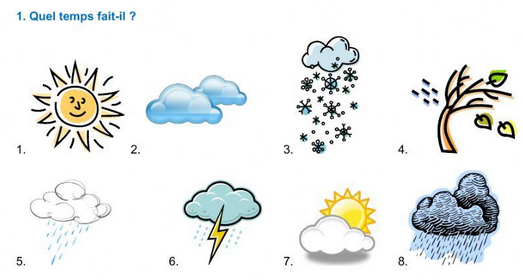 1. Quel temps fait-il ?
1. 2. 3. 4.
5. 6. 7. 8.